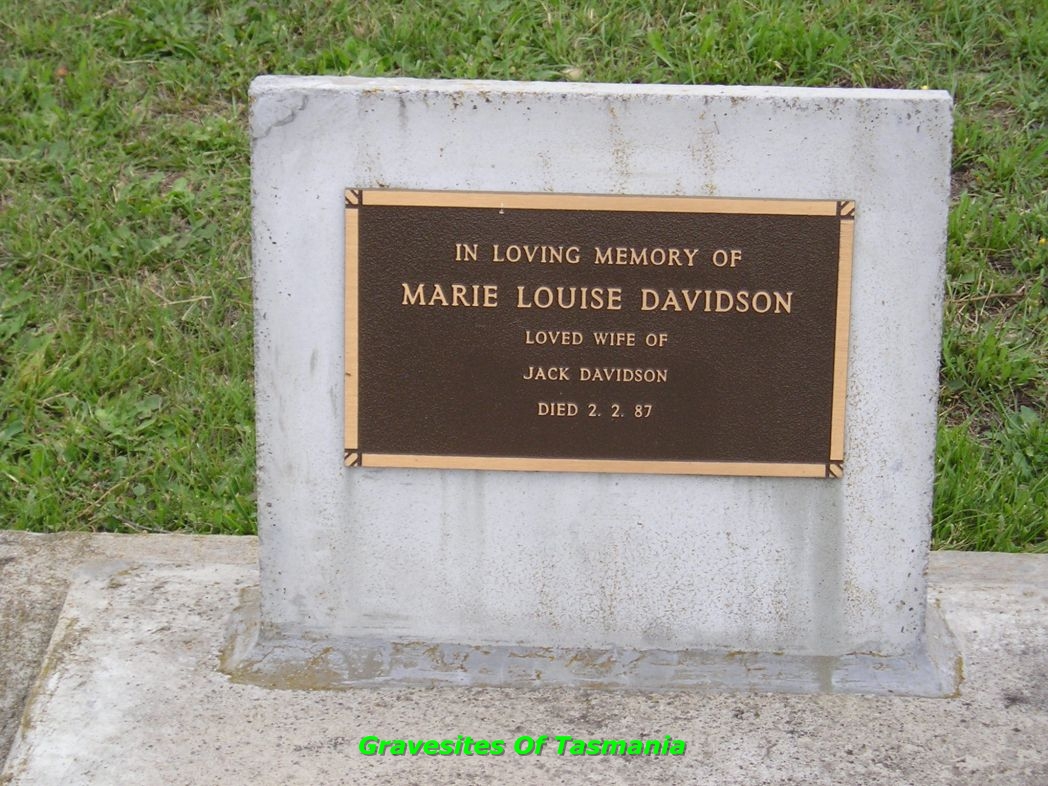 IN LOVING MEMORY OF
MARIE LOUISE DAVIDSON
LOVED WIFE OF
JACK DAVIDSON
DIED 2. 2. 87
Gravesites Of Tasmania